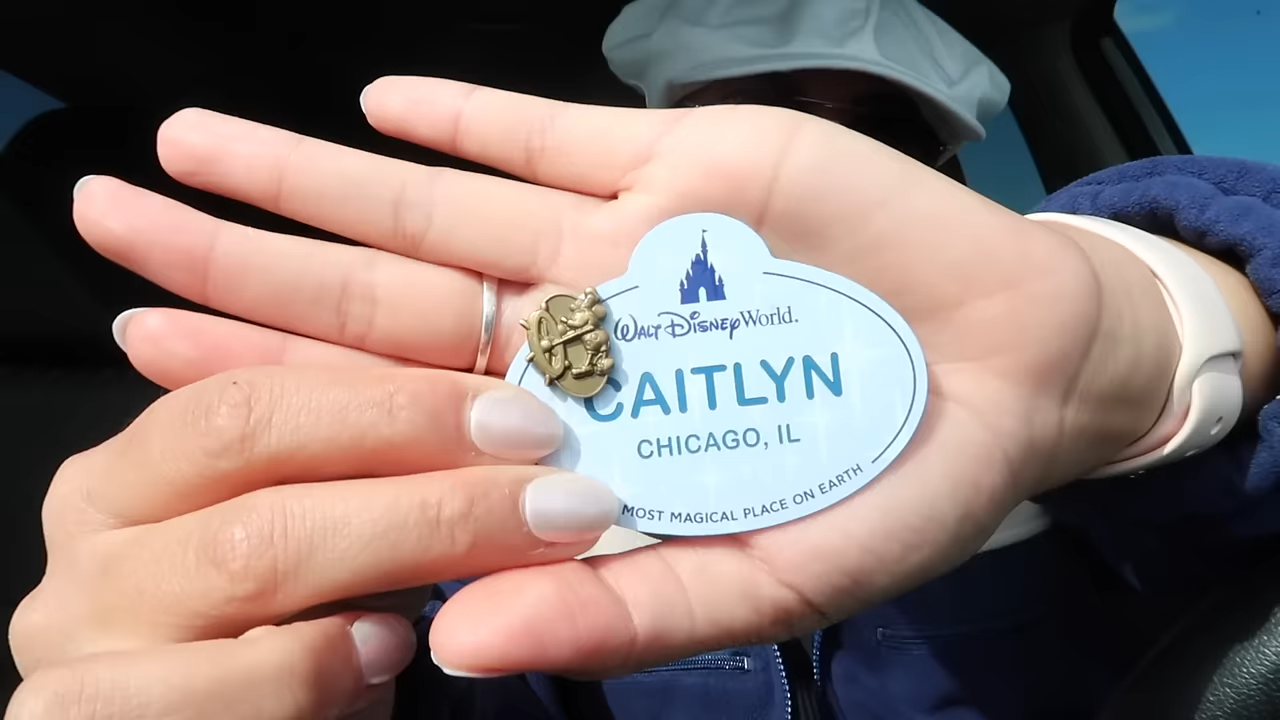 Walt Disney World.
CAITLYN
CHICAGO, IL
MOST MAGICAL PLACE ON EARTH